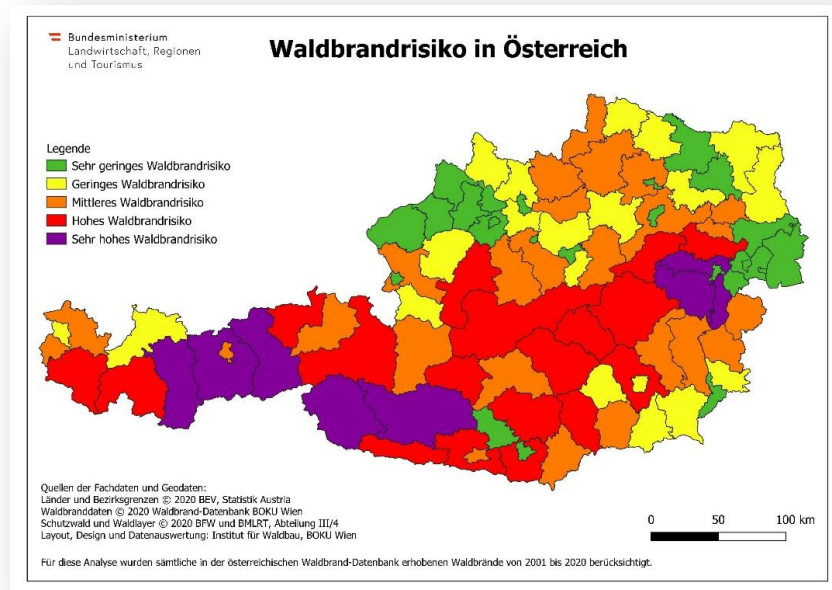 Bundesministerium
Landwirtschaft, Regionen
und Tourismus
Waldbrandrisiko in Österreich
Legende
Sehr geringes Waldbrandrisiko
Geringes Waldbrandrisiko
Mittleres Waldbrandrisiko
Hohes Waldbrandrisiko
Sehr hohes Waldbrandrisiko
Quellen der Fachdaten und Geodaten:
Länder und Bezirksgrenzen © 2020 BEV, Statistik Austria
Waldbranddaten © 2020 Waldbrand-Datenbank BOKU Wien
Schutzwald und Waldlayer © 2020 BFW und BMLRT, Abteilung III/4
Layout, Design und Datenauswertung: Institut für Waldbau, BOKU Wien
0 50 100 km
Für diese Analyse wurden sämtliche in der österreichischen Waldbrand-Datenbank erhobenen Waldbrände von 2001 bis 2020 berücksichtigt.